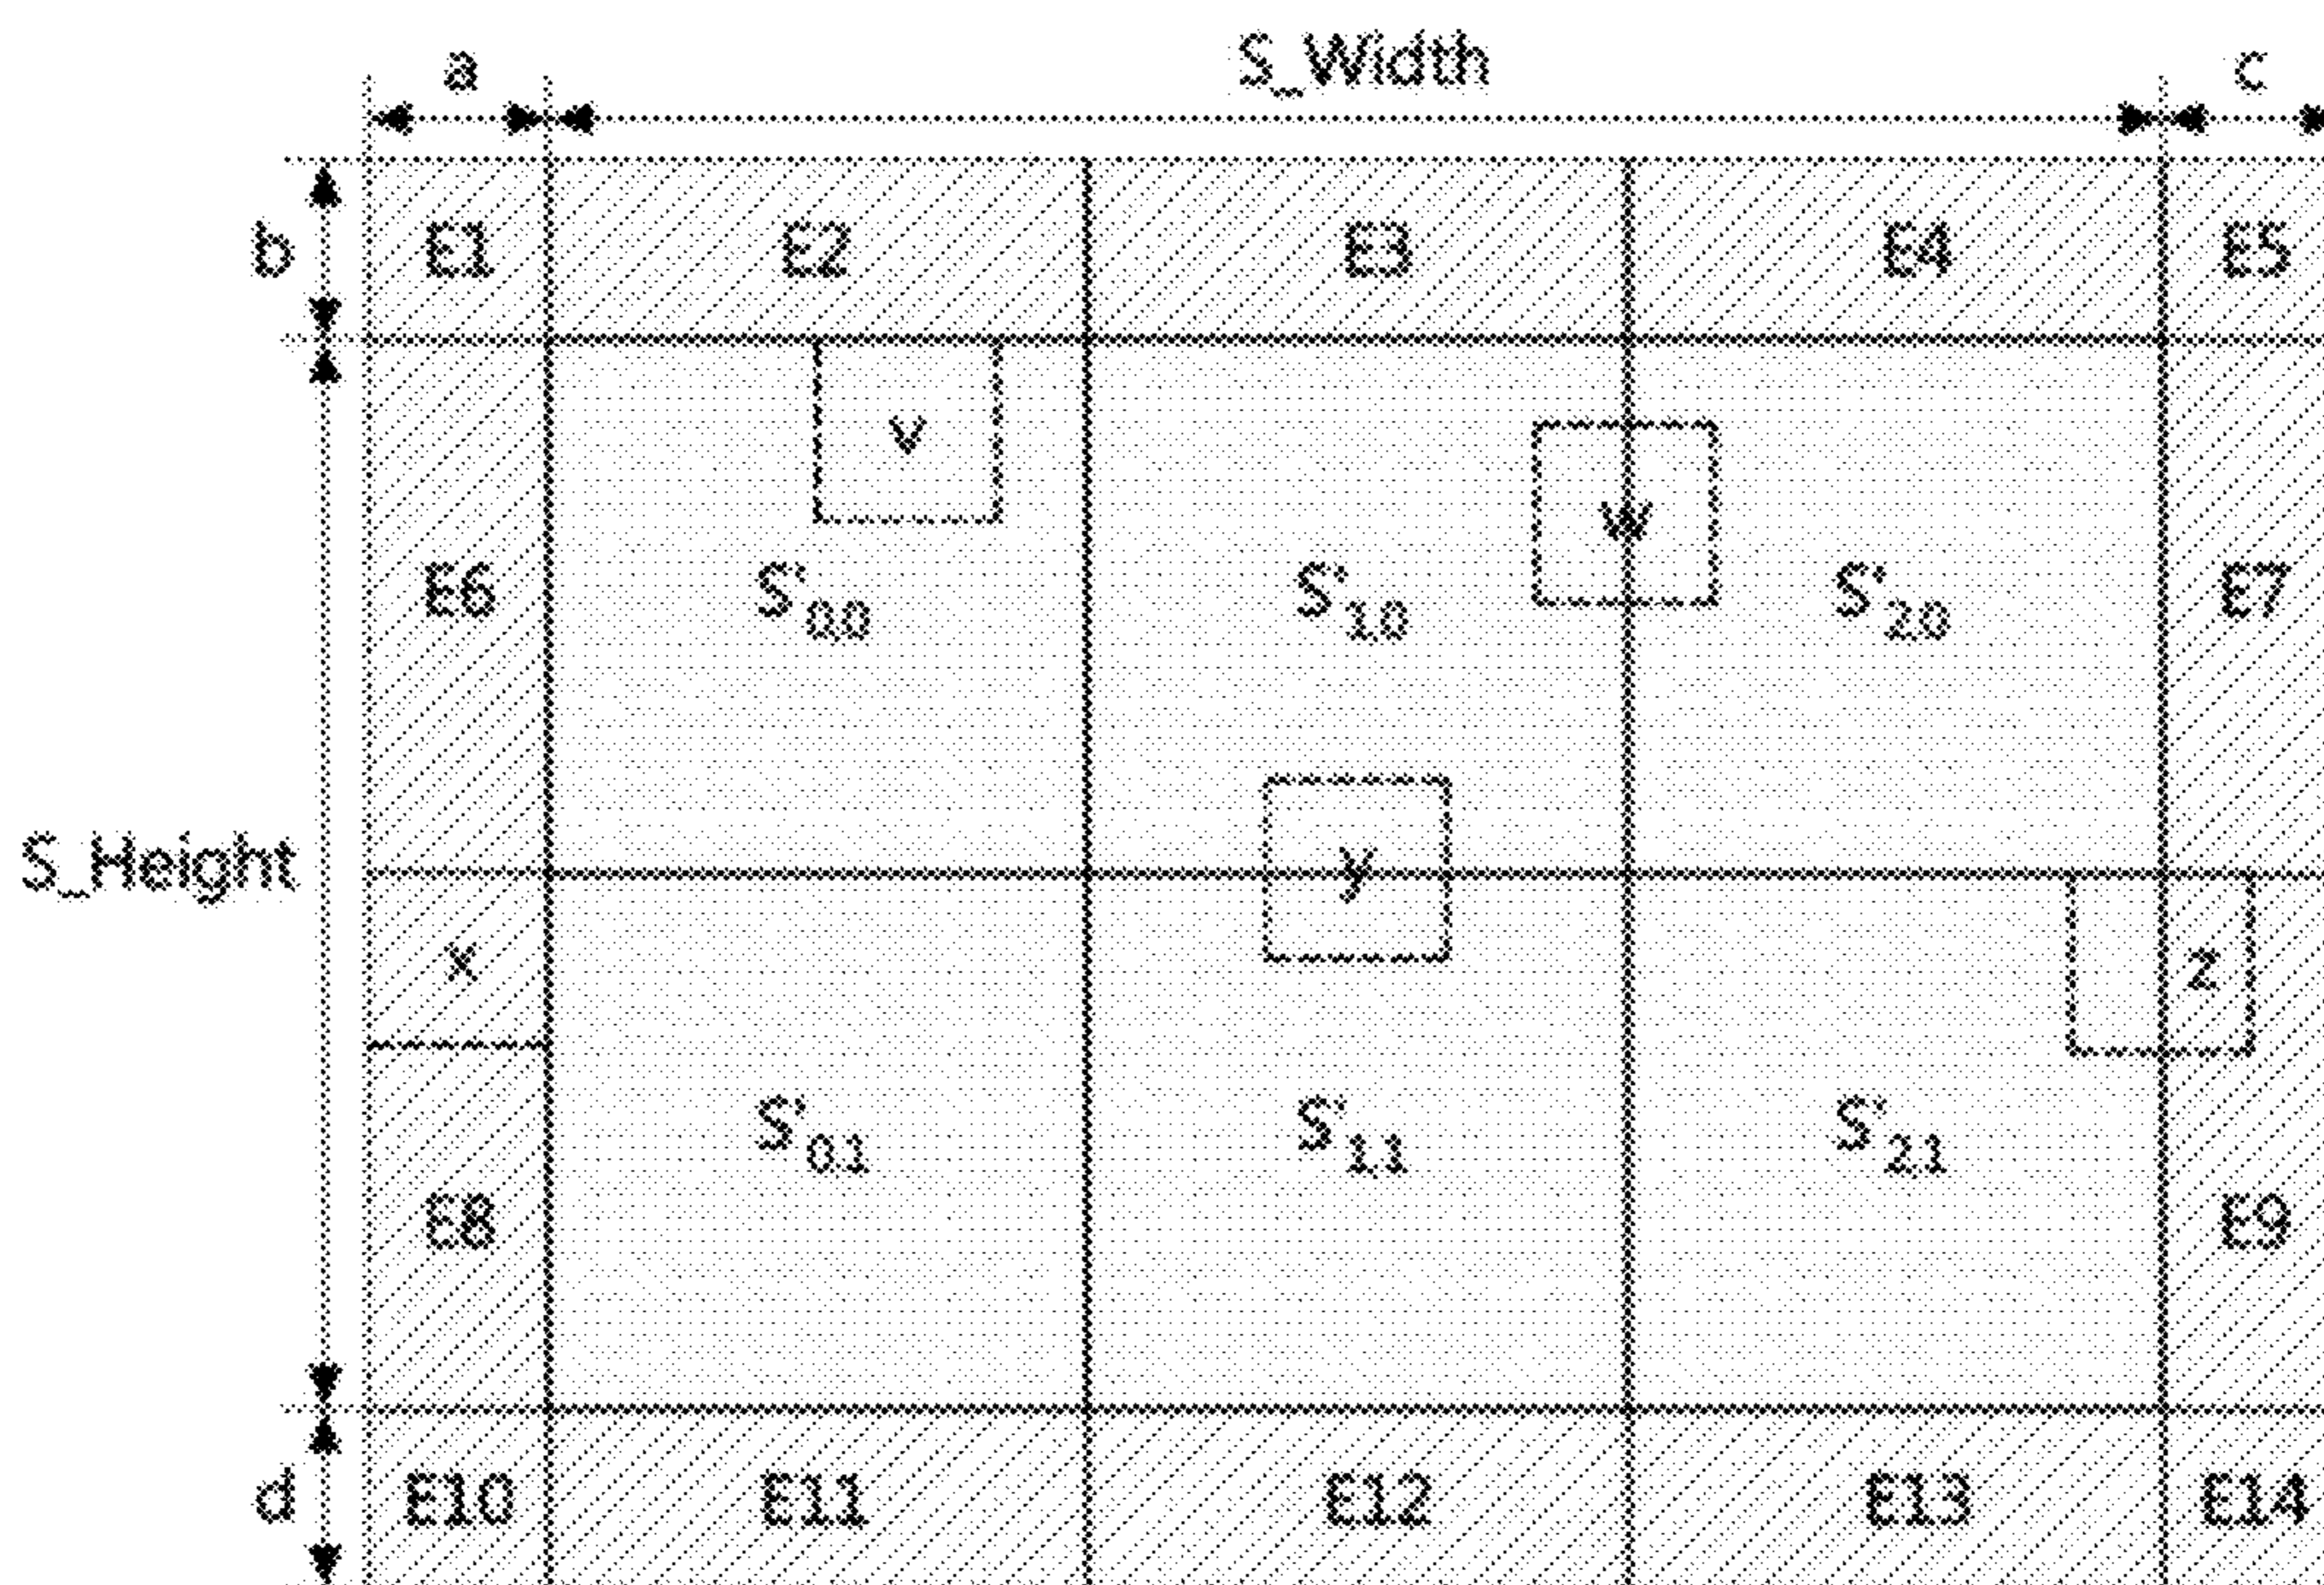 a S_Width c
b E1 E2 E3 E4 E5
v
w
E6 S'0.0 S'1.0 S'2.0 E7
S_Height y
x z
S'0.1 S'1.1 S'2.1
E8 E9
d E10 E11 E12 E13 E14